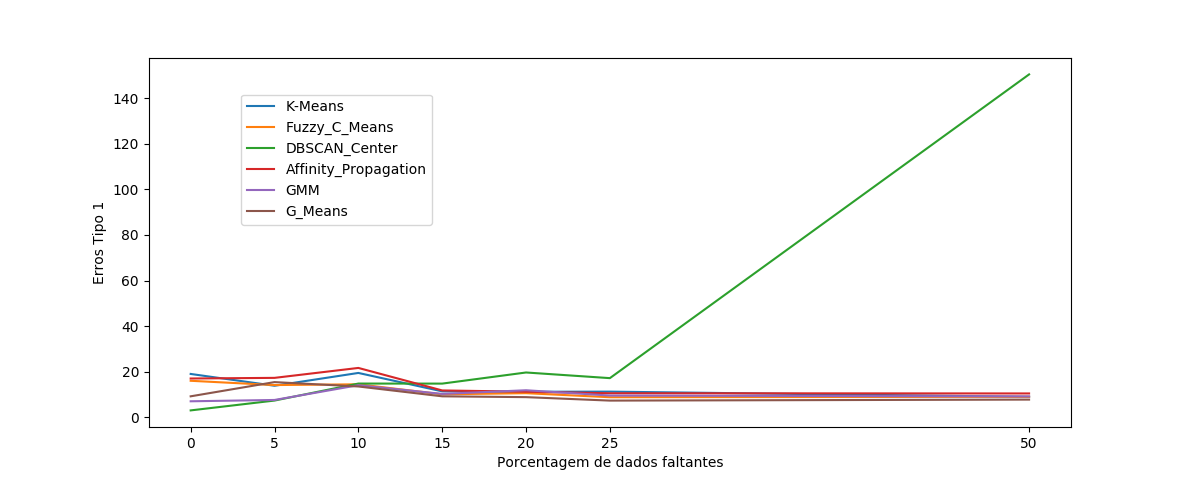 140
120
100
80
60
40
20
0
Erros Tipo 1
K-Means
Fuzzy_C_Means
DBSCAN_Center
Affinity_Propagation
GMM
G_Means
0 5 10 15 20 25 50
Porcentagem de dados faltantes